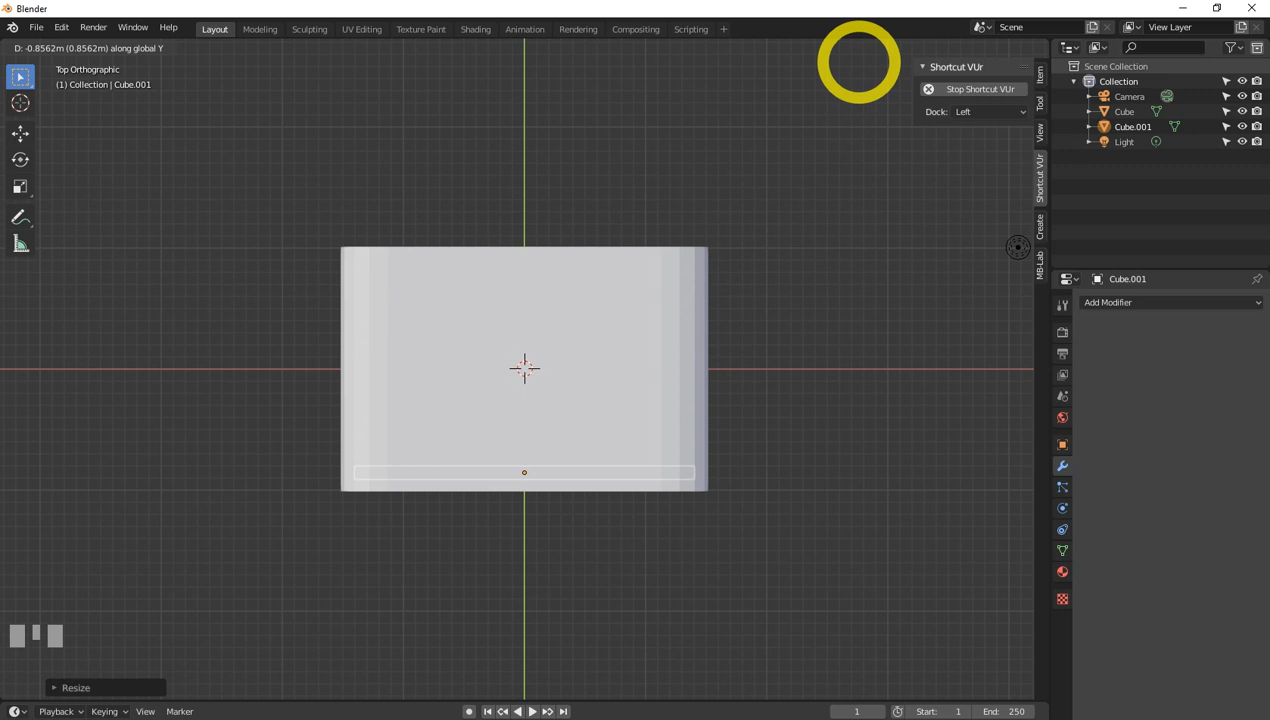 Blender
File Edit Render Window Help
Layout Modeling Sculpting UV Editing Texture Paint Shading Animation Rendering Compositing Scripting +
Scene
View Layer
D: -0.8562m (0.8562m) along global Y
Top Orthographic
(1) Collection | Cube.001
Shortcut VUr
Stop Shortcut VUr
Dock: Left
Item
Tool
View
Shortcut VUr
Create
MB-Lab
Scene Collection
Collection
Camera
Cube
Cube.001
Light
Cube.001
Add Modifier
Resize
Playback Keying View Marker
1 Start: 1 End: 250